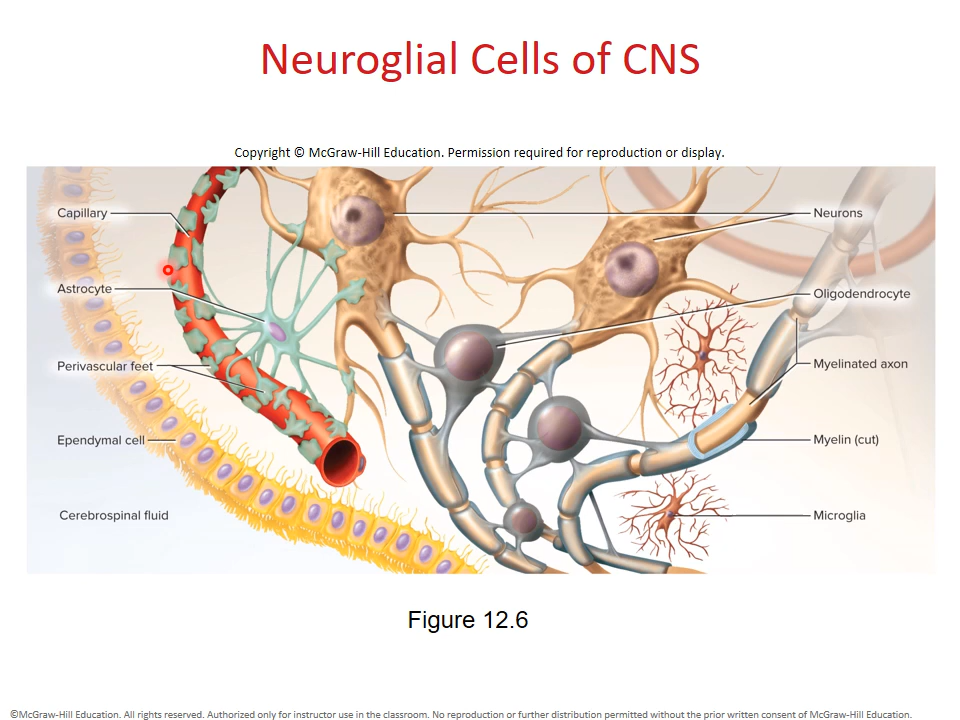 Neuroglial Cells of CNS
Copyright © McGraw-Hill Education. Permission required for reproduction or display.
Capillary
Astrocyte
Perivascular feet
Ependymal cell
Cerebrospinal fluid
Neurons
Oligodendrocyte
Myelinated axon
Myelin (cut)
Microglia
Figure 12.6
©McGraw-Hill Education. All rights reserved. Authorized only for instructor use in the classroom. No reproduction or further distribution permitted without the prior written consent of McGraw-Hill Education.